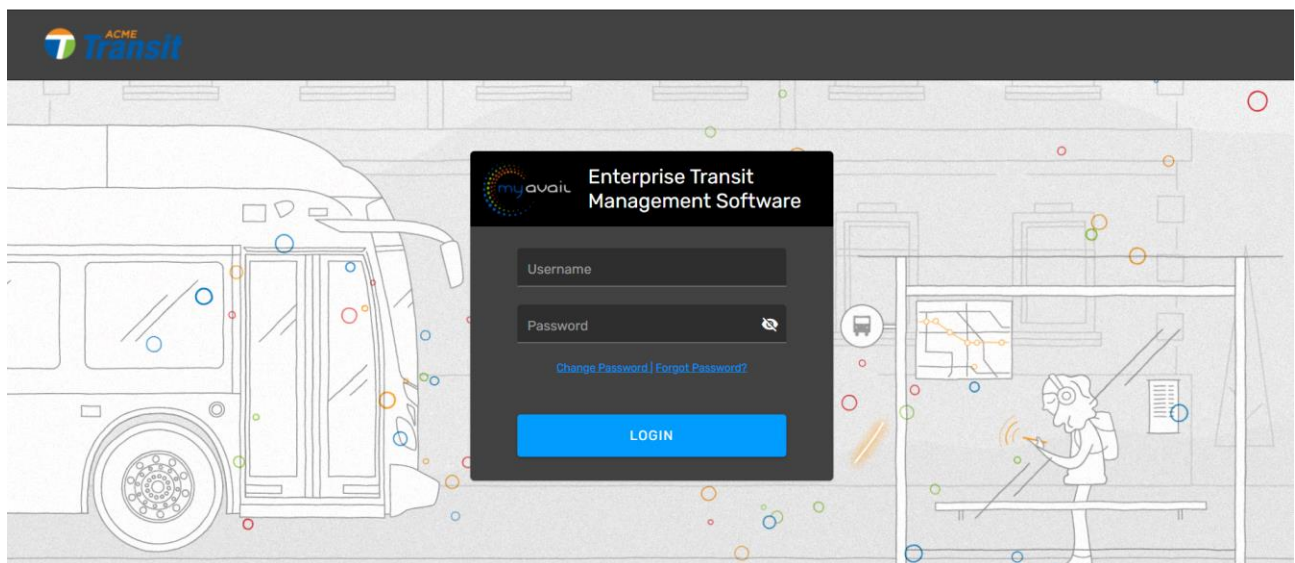 ACME
Transit
myavail
Enterprise Transit
Management Software
Username
Password
Change Password | Forgot Password?
LOGIN